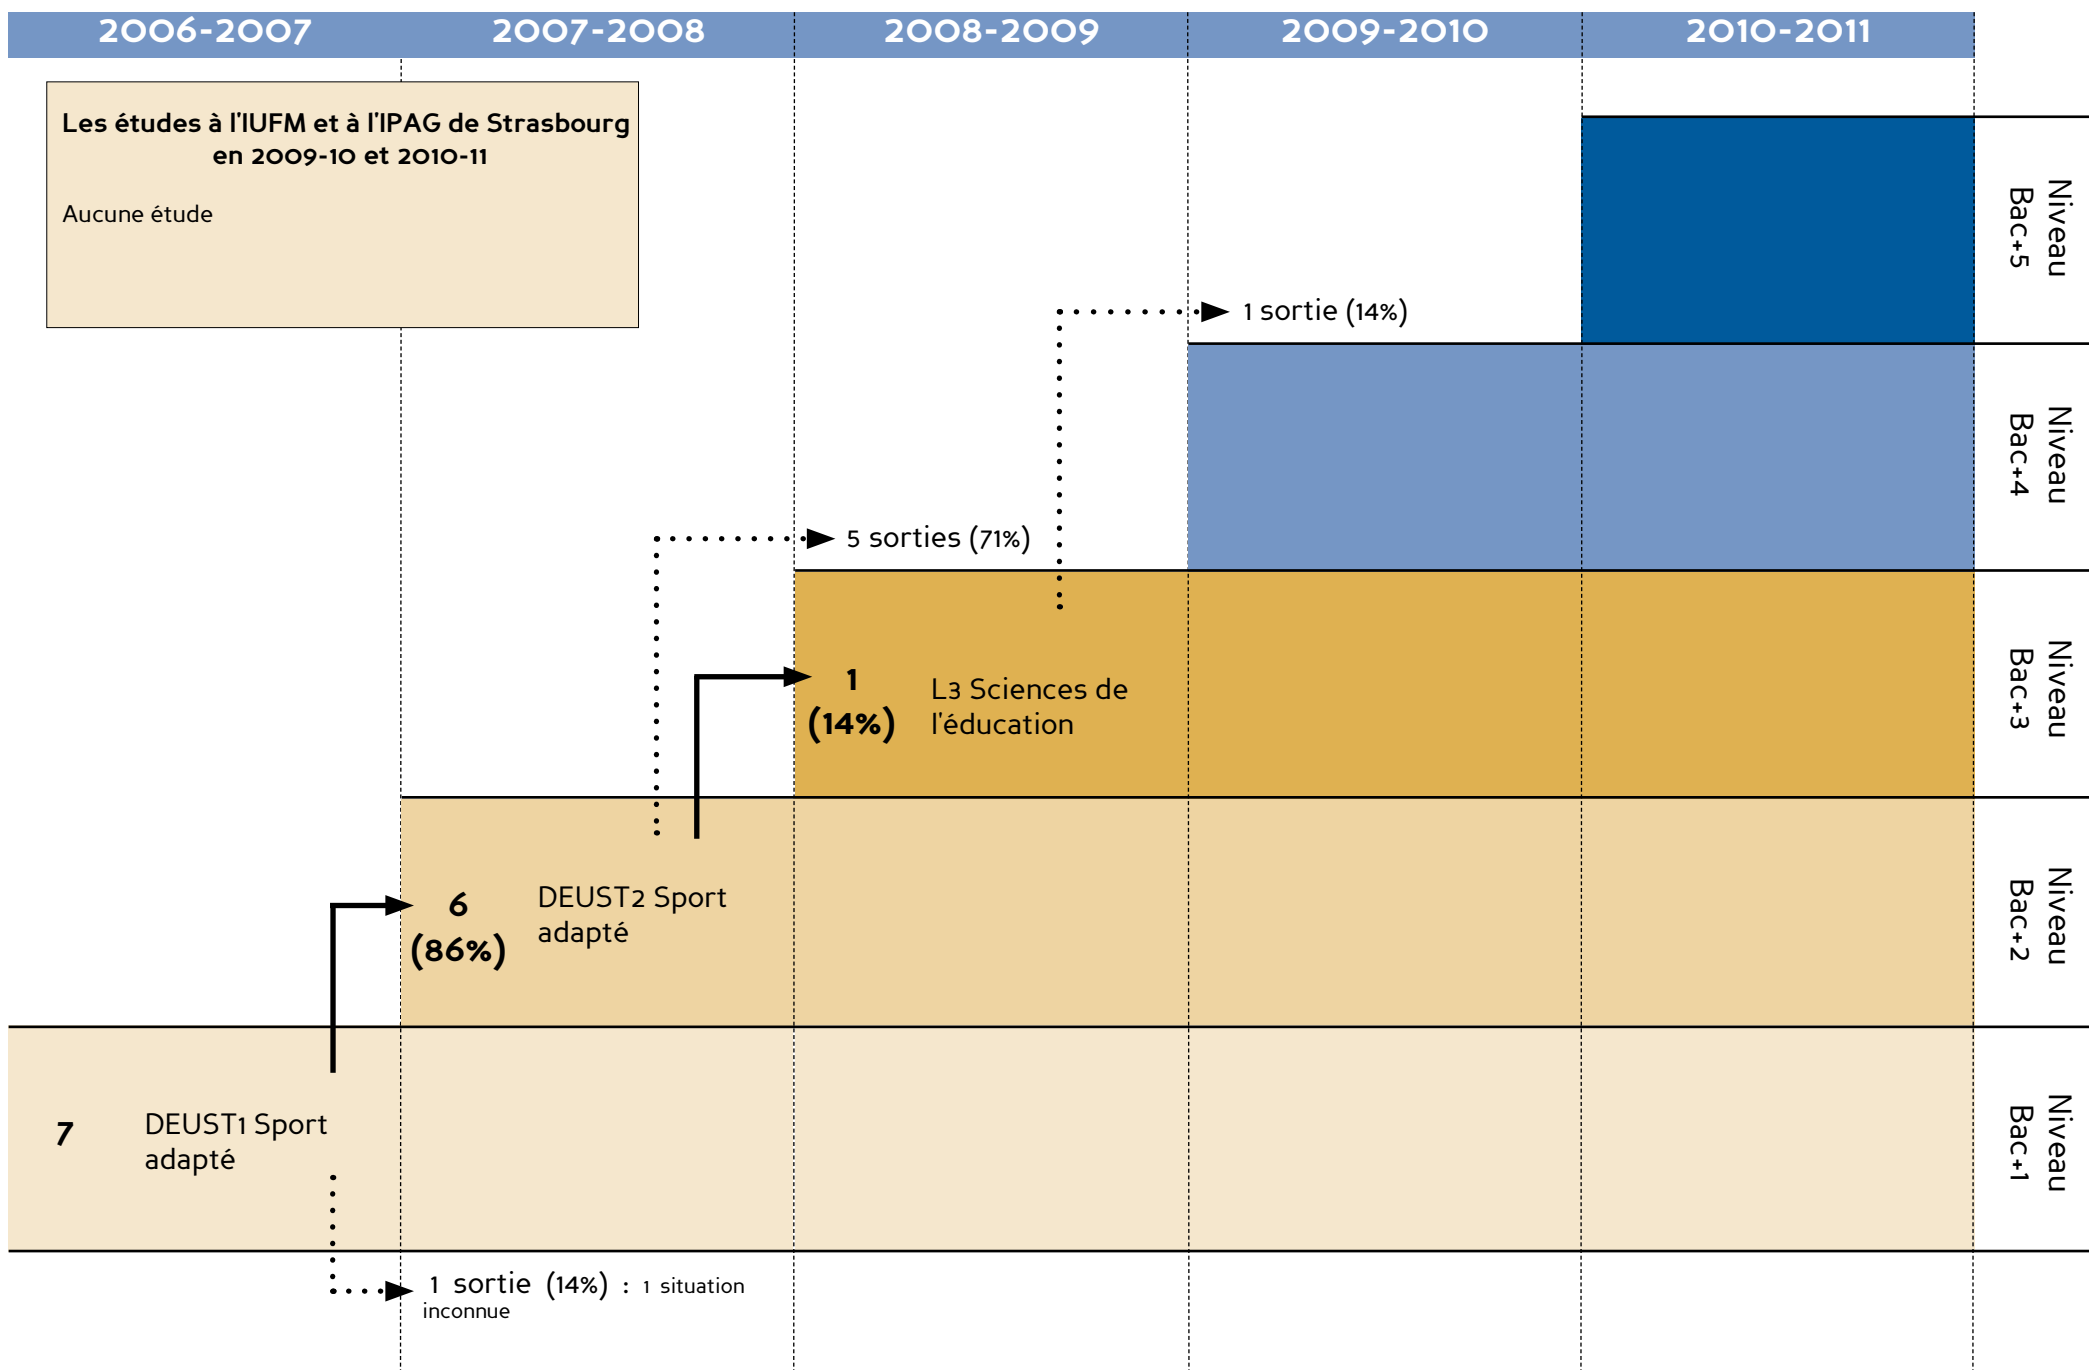 2006-2007 2007-2008 2008-2009 2009-2010 2010-2011
Les études à l'IUFM et à l'IPAG de Strasbourg
en 2009-10 et 2010-11
Aucune étude
Niveau
Bac+5
1 sortie (14%)
Niveau
Bac+4
5 sorties (71%)
1
(14%)
L3 Sciences de
l'éducation
Niveau
Bac+3
6
(86%)
DEUST2 Sport
adapté
Niveau
Bac+2
7
DEUST1 Sport
adapté
Niveau
Bac+1
1 sortie (14%) : 1 situation
inconnue